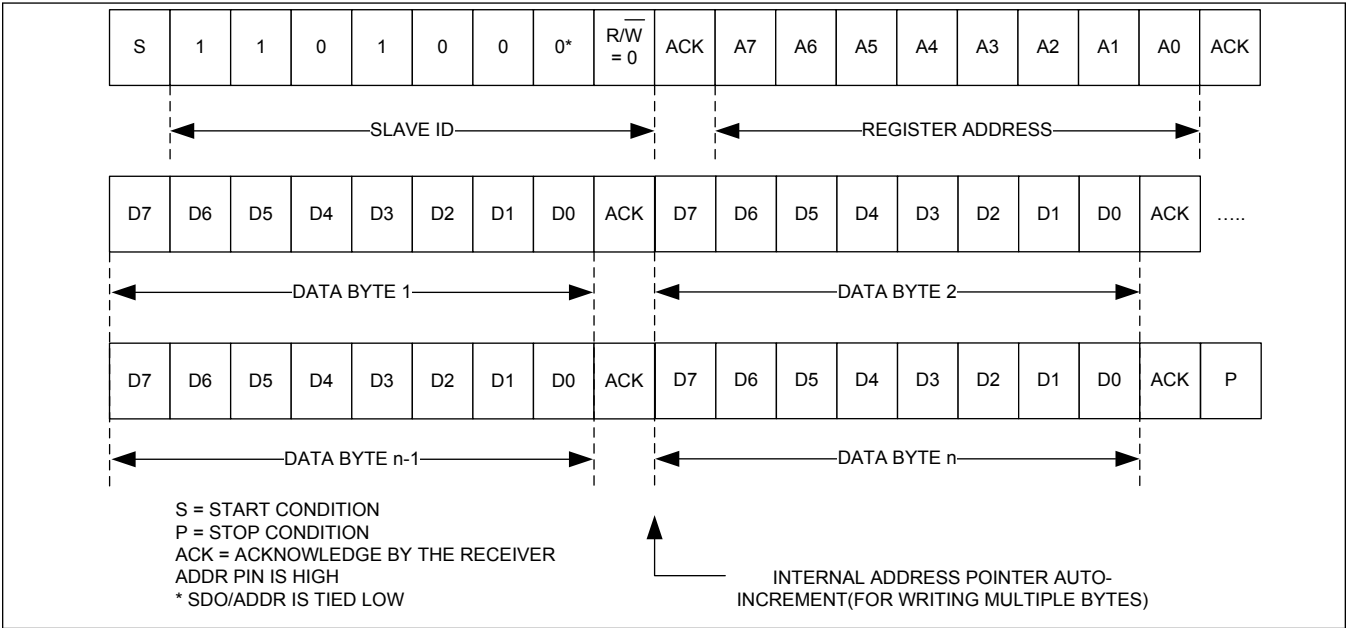 S 1 1 0 1 0 0 0* R/W = 0 ACK A7 A6 A5 A4 A3 A2 A1 A0 ACK
SLAVE ID REGISTER ADDRESS
D7 D6 D5 D4 D3 D2 D1 D0 ACK D7 D6 D5 D4 D3 D2 D1 D0 ACK .....
DATA BYTE 1 DATA BYTE 2
D7 D6 D5 D4 D3 D2 D1 D0 ACK D7 D6 D5 D4 D3 D2 D1 D0 ACK P
DATA BYTE n-1 DATA BYTE n
S = START CONDITION
P = STOP CONDITION
ACK = ACKNOWLEDGE BY THE RECEIVER
ADDR PIN IS HIGH
* SDO/ADDR IS TIED LOW
INTERNAL ADDRESS POINTER AUTO-
INCREMENT(FOR WRITING MULTIPLE BYTES)